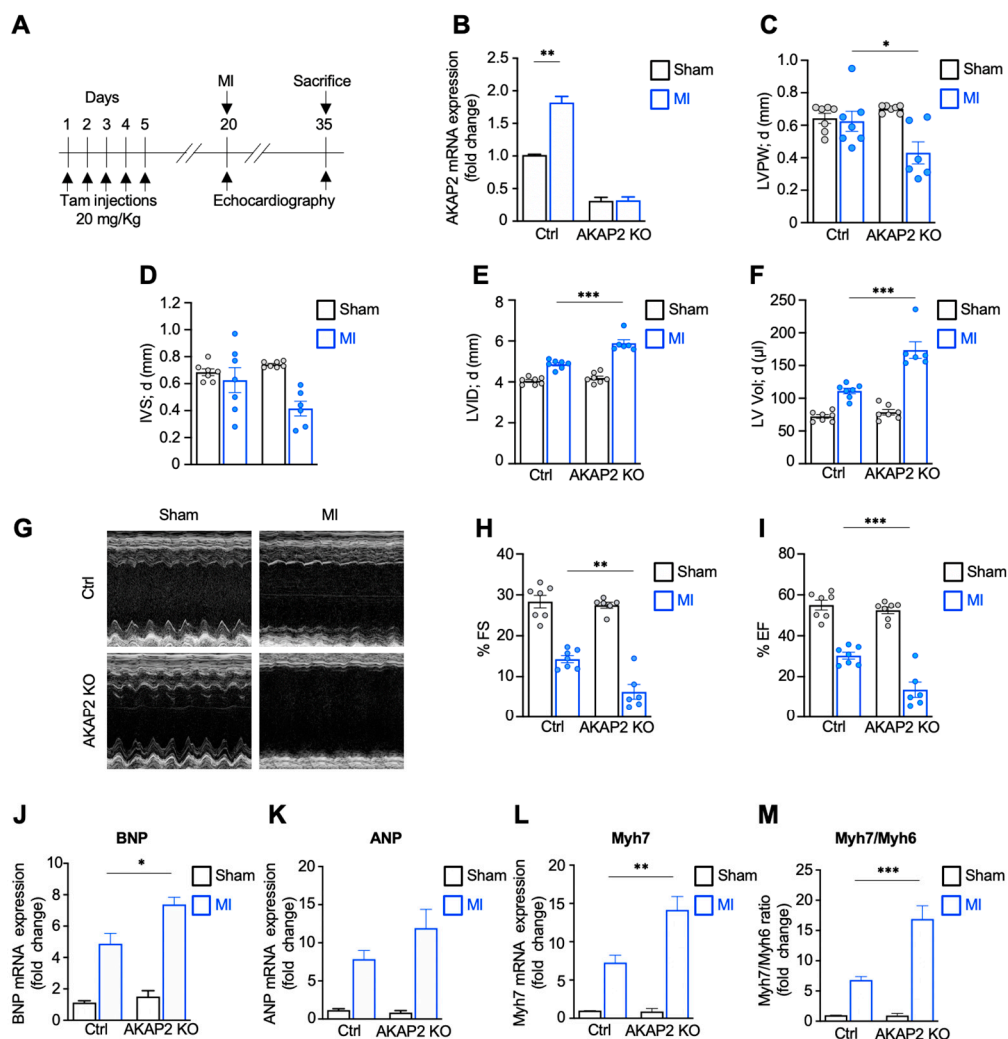 A
Days
MI
Sacrifice
1 2 3 4 5
20
35
Tam injections
20 mg/Kg
Echocardiography
B
AKAP2 mRNA expression
(fold change)
2.5
2.0
1.5
1.0
0.5
0.0
**
Sham
MI
Ctrl
AKAP2 KO
C
LVPW; d (mm)
1.0
0.8
0.6
0.4
0.2
0
*
Sham
MI
Ctrl
AKAP2 KO
D
IVS; d (mm)
1.2
1.0
0.8
0.6
0.4
0.2
0
Sham
MI
E
LVID; d (mm)
8
6
4
2
0
***
Sham
MI
Ctrl
AKAP2 KO
F
LV Vol; d (µl)
250
200
150
100
50
0
***
Sham
MI
Ctrl
AKAP2 KO
G
Sham
MI
Ctrl
AKAP2 KO
H
% FS
40
30
20
10
0
**
Sham
MI
Ctrl
AKAP2 KO
I
% EF
80
60
40
20
0
***
Sham
MI
Ctrl
AKAP2 KO
J
BNP
BNP mRNA expression
(fold change)
10
8
6
4
2
0
*
Sham
MI
Ctrl
AKAP2 KO
K
ANP
ANP mRNA expression
(fold change)
20
15
10
5
0
Sham
MI
Ctrl
AKAP2 KO
L
Myh7
Myh7 mRNA expression
(fold change)
20
15
10
5
0
**
Sham
MI
Ctrl
AKAP2 KO
M
Myh7/Myh6
Myh7/Myh6 ratio
(fold change)
25
20
15
10
5
0
***
Sham
MI
Ctrl
AKAP2 KO